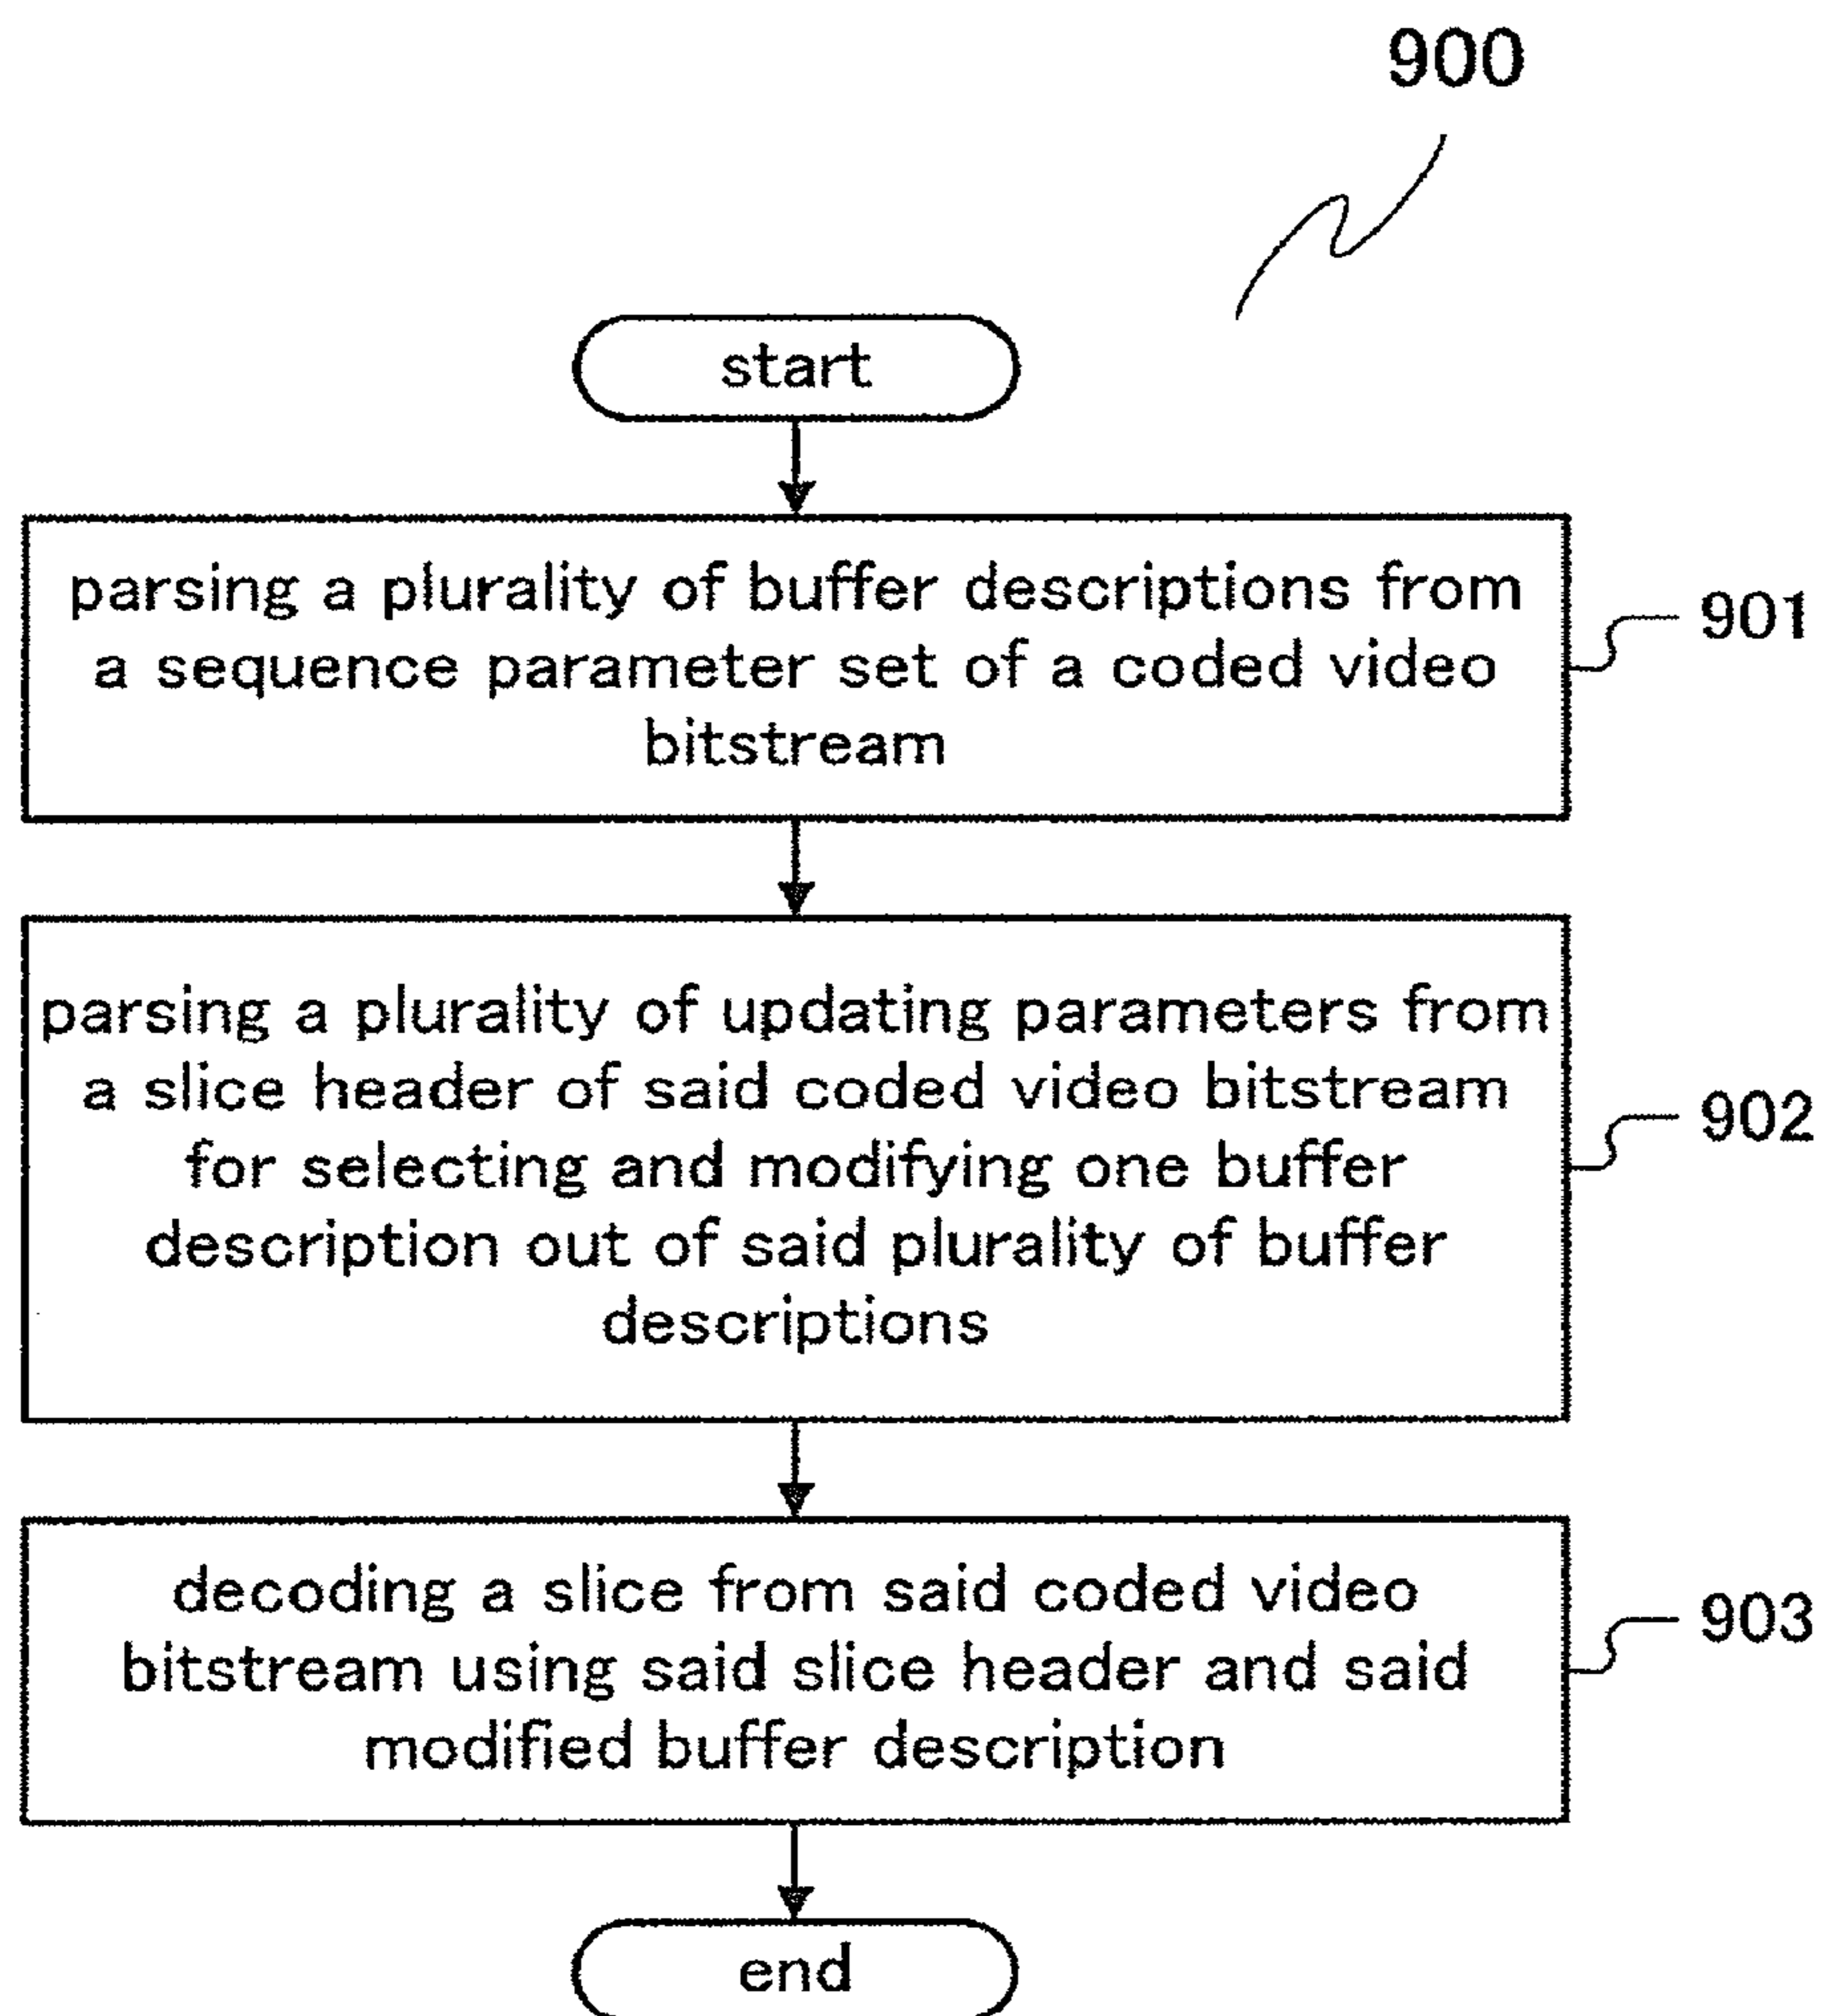 900
start
parsing a plurality of buffer descriptions from
a sequence parameter set of a coded video
bitstream
901
parsing a plurality of updating parameters from
a slice header of said coded video bitstream
for selecting and modifying one buffer
description out of said plurality of buffer
descriptions
902
decoding a slice from said coded video
bitstream using said slice header and said
modified buffer description
903
end